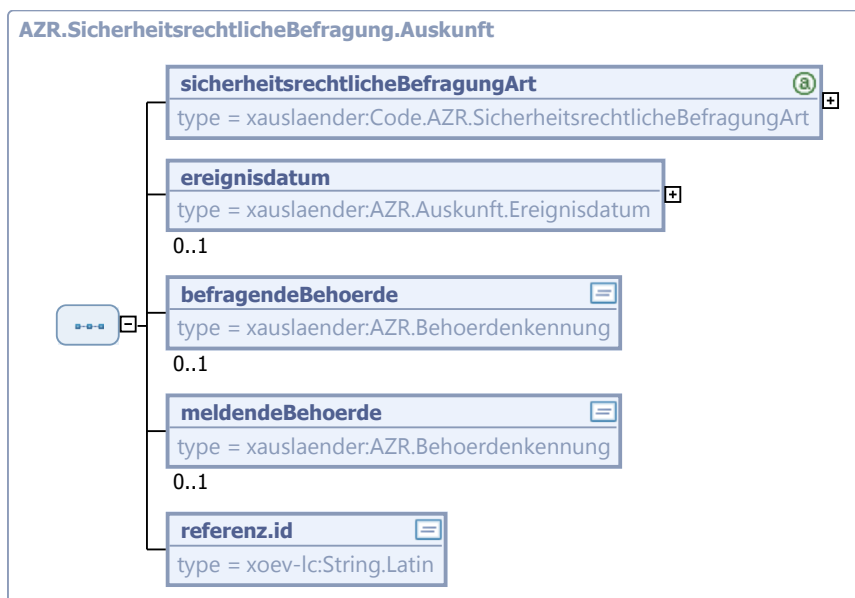 AZR.SicherheitsrechtlicheBefragung.Auskunft
sicherheitsrechtlicheBefragungArt
type = xauslaender:Code.AZR.SicherheitsrechtlicheBefragungArt
ereignisdatum
type = xauslaender:AZR.Auskunft.Ereignisdatum
0..1
befragendeBehoerde
type = xauslaender:AZR.Behoerdenkennung
0..1
meldendeBehoerde
type = xauslaender:AZR.Behoerdenkennung
0..1
referenz.id
type = xoev-lc:String.Latin